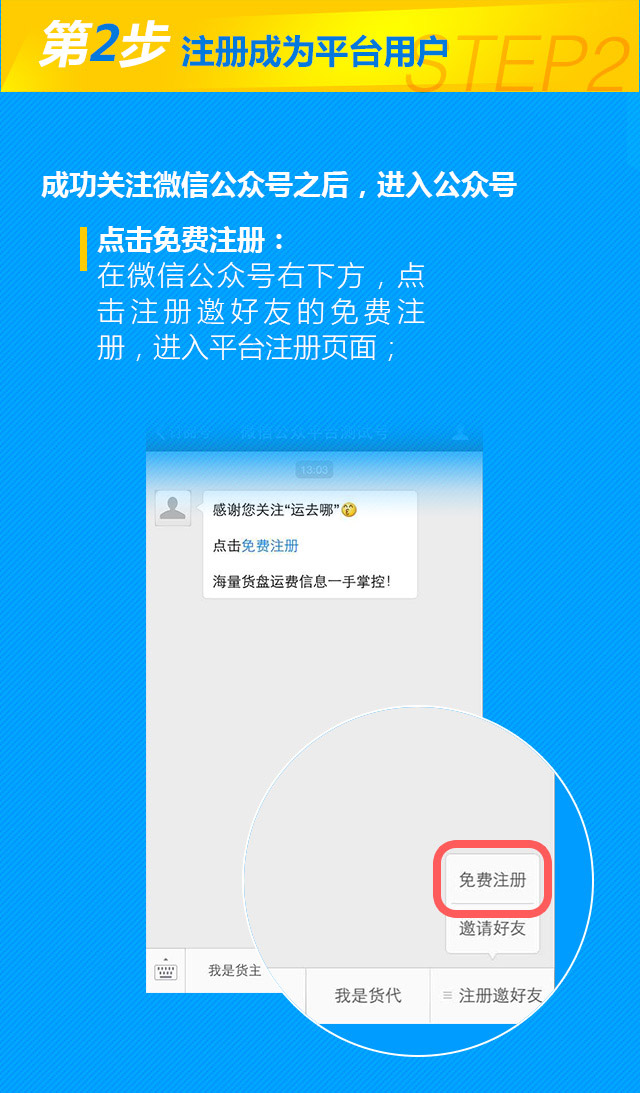 第2步 注册成为平台用户
STEP2
成功关注微信公众号之后，进入公众号
点击免费注册：
在微信公众号右下方，点
击注册邀好友的免费注
册，进入平台注册页面；
微信公众平台测试号
13:03
感谢您关注“运去哪”
点击免费注册
海量货盘运费信息一手掌控！
免费注册
邀请好友
我是货主
我是货代
注册邀好友